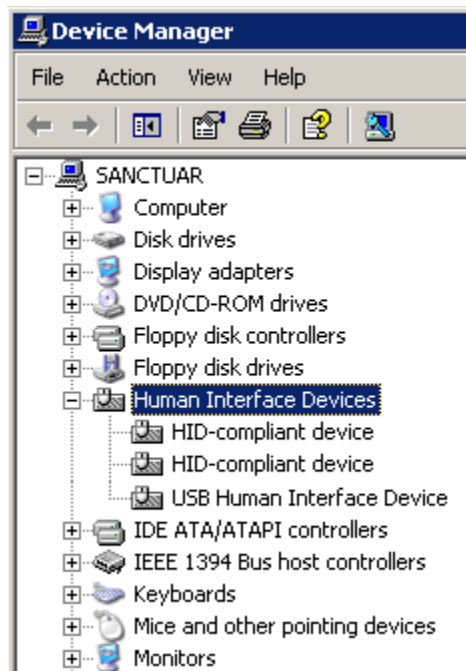 Device Manager
File Action View Help
SANCTUAR
Computer
Disk drives
Display adapters
DVD/CD-ROM drives
Floppy disk controllers
Floppy disk drives
Human Interface Devices
HID-compliant device
HID-compliant device
USB Human Interface Device
IDE ATA/ATAPI controllers
IEEE 1394 Bus host controllers
Keyboards
Mice and other pointing devices
Monitors